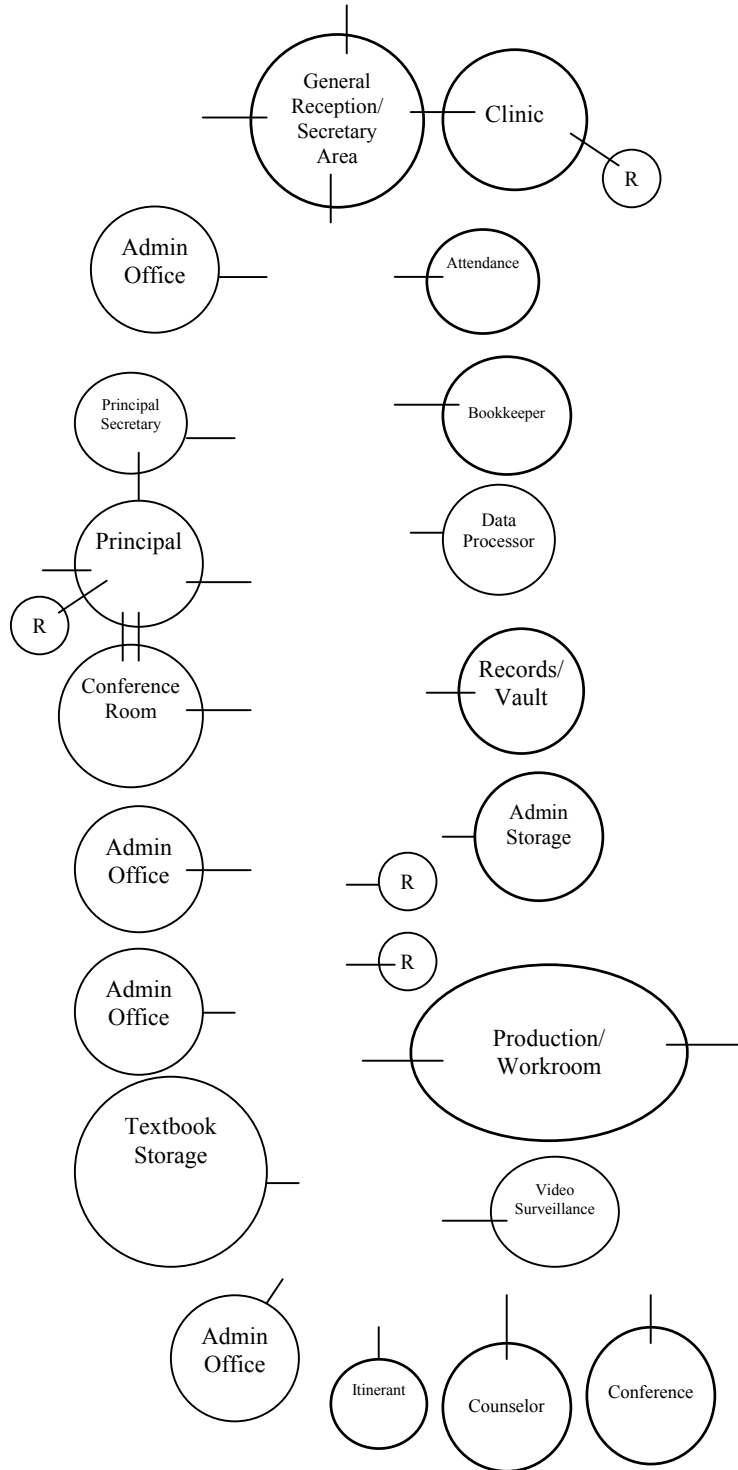 General
Reception/
Secretary
Area
Clinic
R
Admin
Office
Attendance
Principal
Secretary
Bookkeeper
Principal
Data
Processor
R
Conference
Room
Records/
Vault
Admin
Office
Admin
Storage
R
R
Admin
Office
Production/
Workroom
Textbook
Storage
Video
Surveillance
Admin
Office
Itinerant
Counselor
Conference